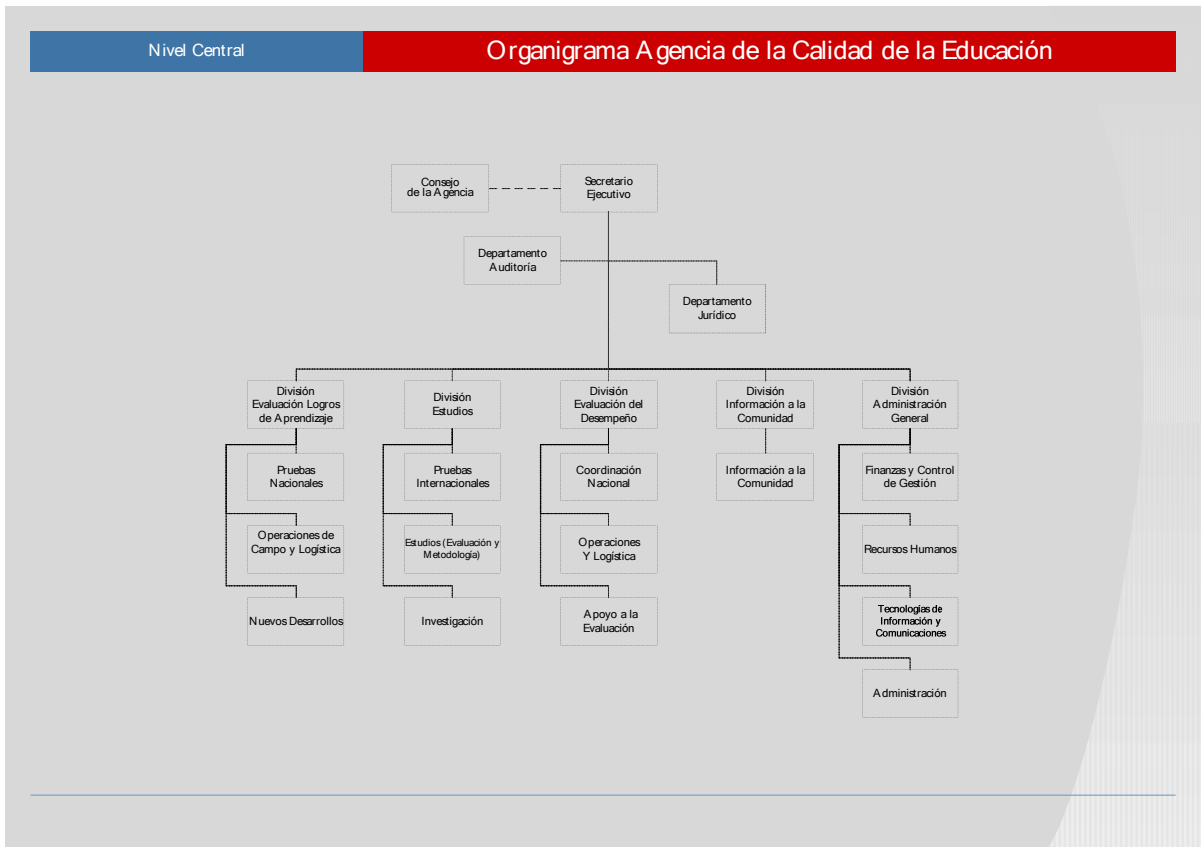 Nivel Central
Organigrama Agencia de la Calidad de la Educación
Consejo
de la Agencia
Secretario
Ejecutivo
Departamento
Auditoría
Departamento
Jurídico
División
Evaluación Logros
de Aprendizaje
División
Estudios
División
Evaluación del
Desempeño
División
Información a la
Comunidad
División
Administración
General
Pruebas
Nacionales
Pruebas
Internacionales
Coordinación
Nacional
Información a la
Comunidad
Finanzas y Control
de Gestión
Operaciones de
Campo y Logística
Estudios (Evaluación y
Metodología)
Operaciones
Y Logística
Recursos Humanos
Nuevos Desarrollos
Investigación
Apoyo a la
Evaluación
Tecnologías de
Información y
Comunicaciones
Administración